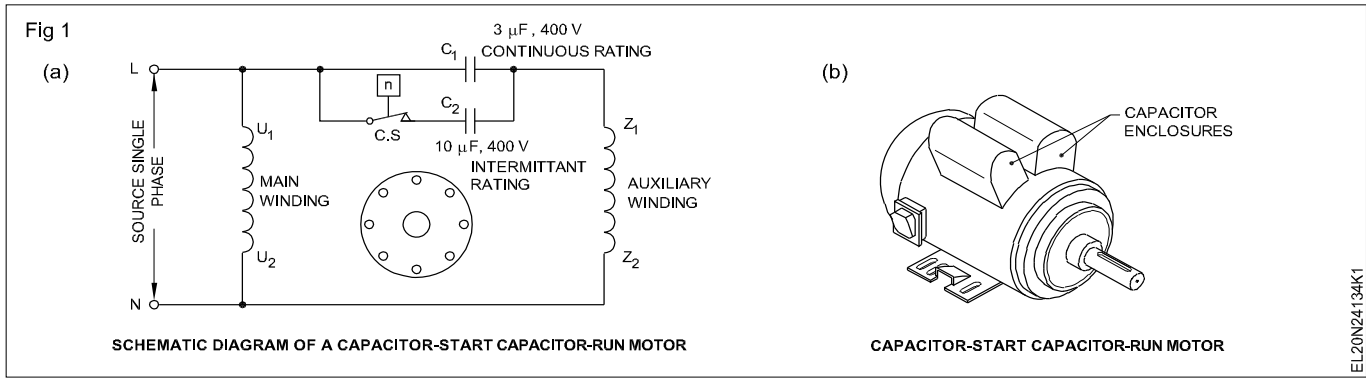 Fig 1
(a)
L
SOURCE SINGLE
PHASE
N
U1
MAIN
WINDING
U2
n
C.S
C1
3 µF, 400 V
CONTINUOUS RATING
C2
10 µF, 400 V
INTERMITTANT
RATING
Z1
AUXILIARY
WINDING
Z2
SCHEMATIC DIAGRAM OF A CAPACITOR-START CAPACITOR-RUN MOTOR
(b)
CAPACITOR
ENCLOSURES
CAPACITOR-START CAPACITOR-RUN MOTOR
EL20N24134K1